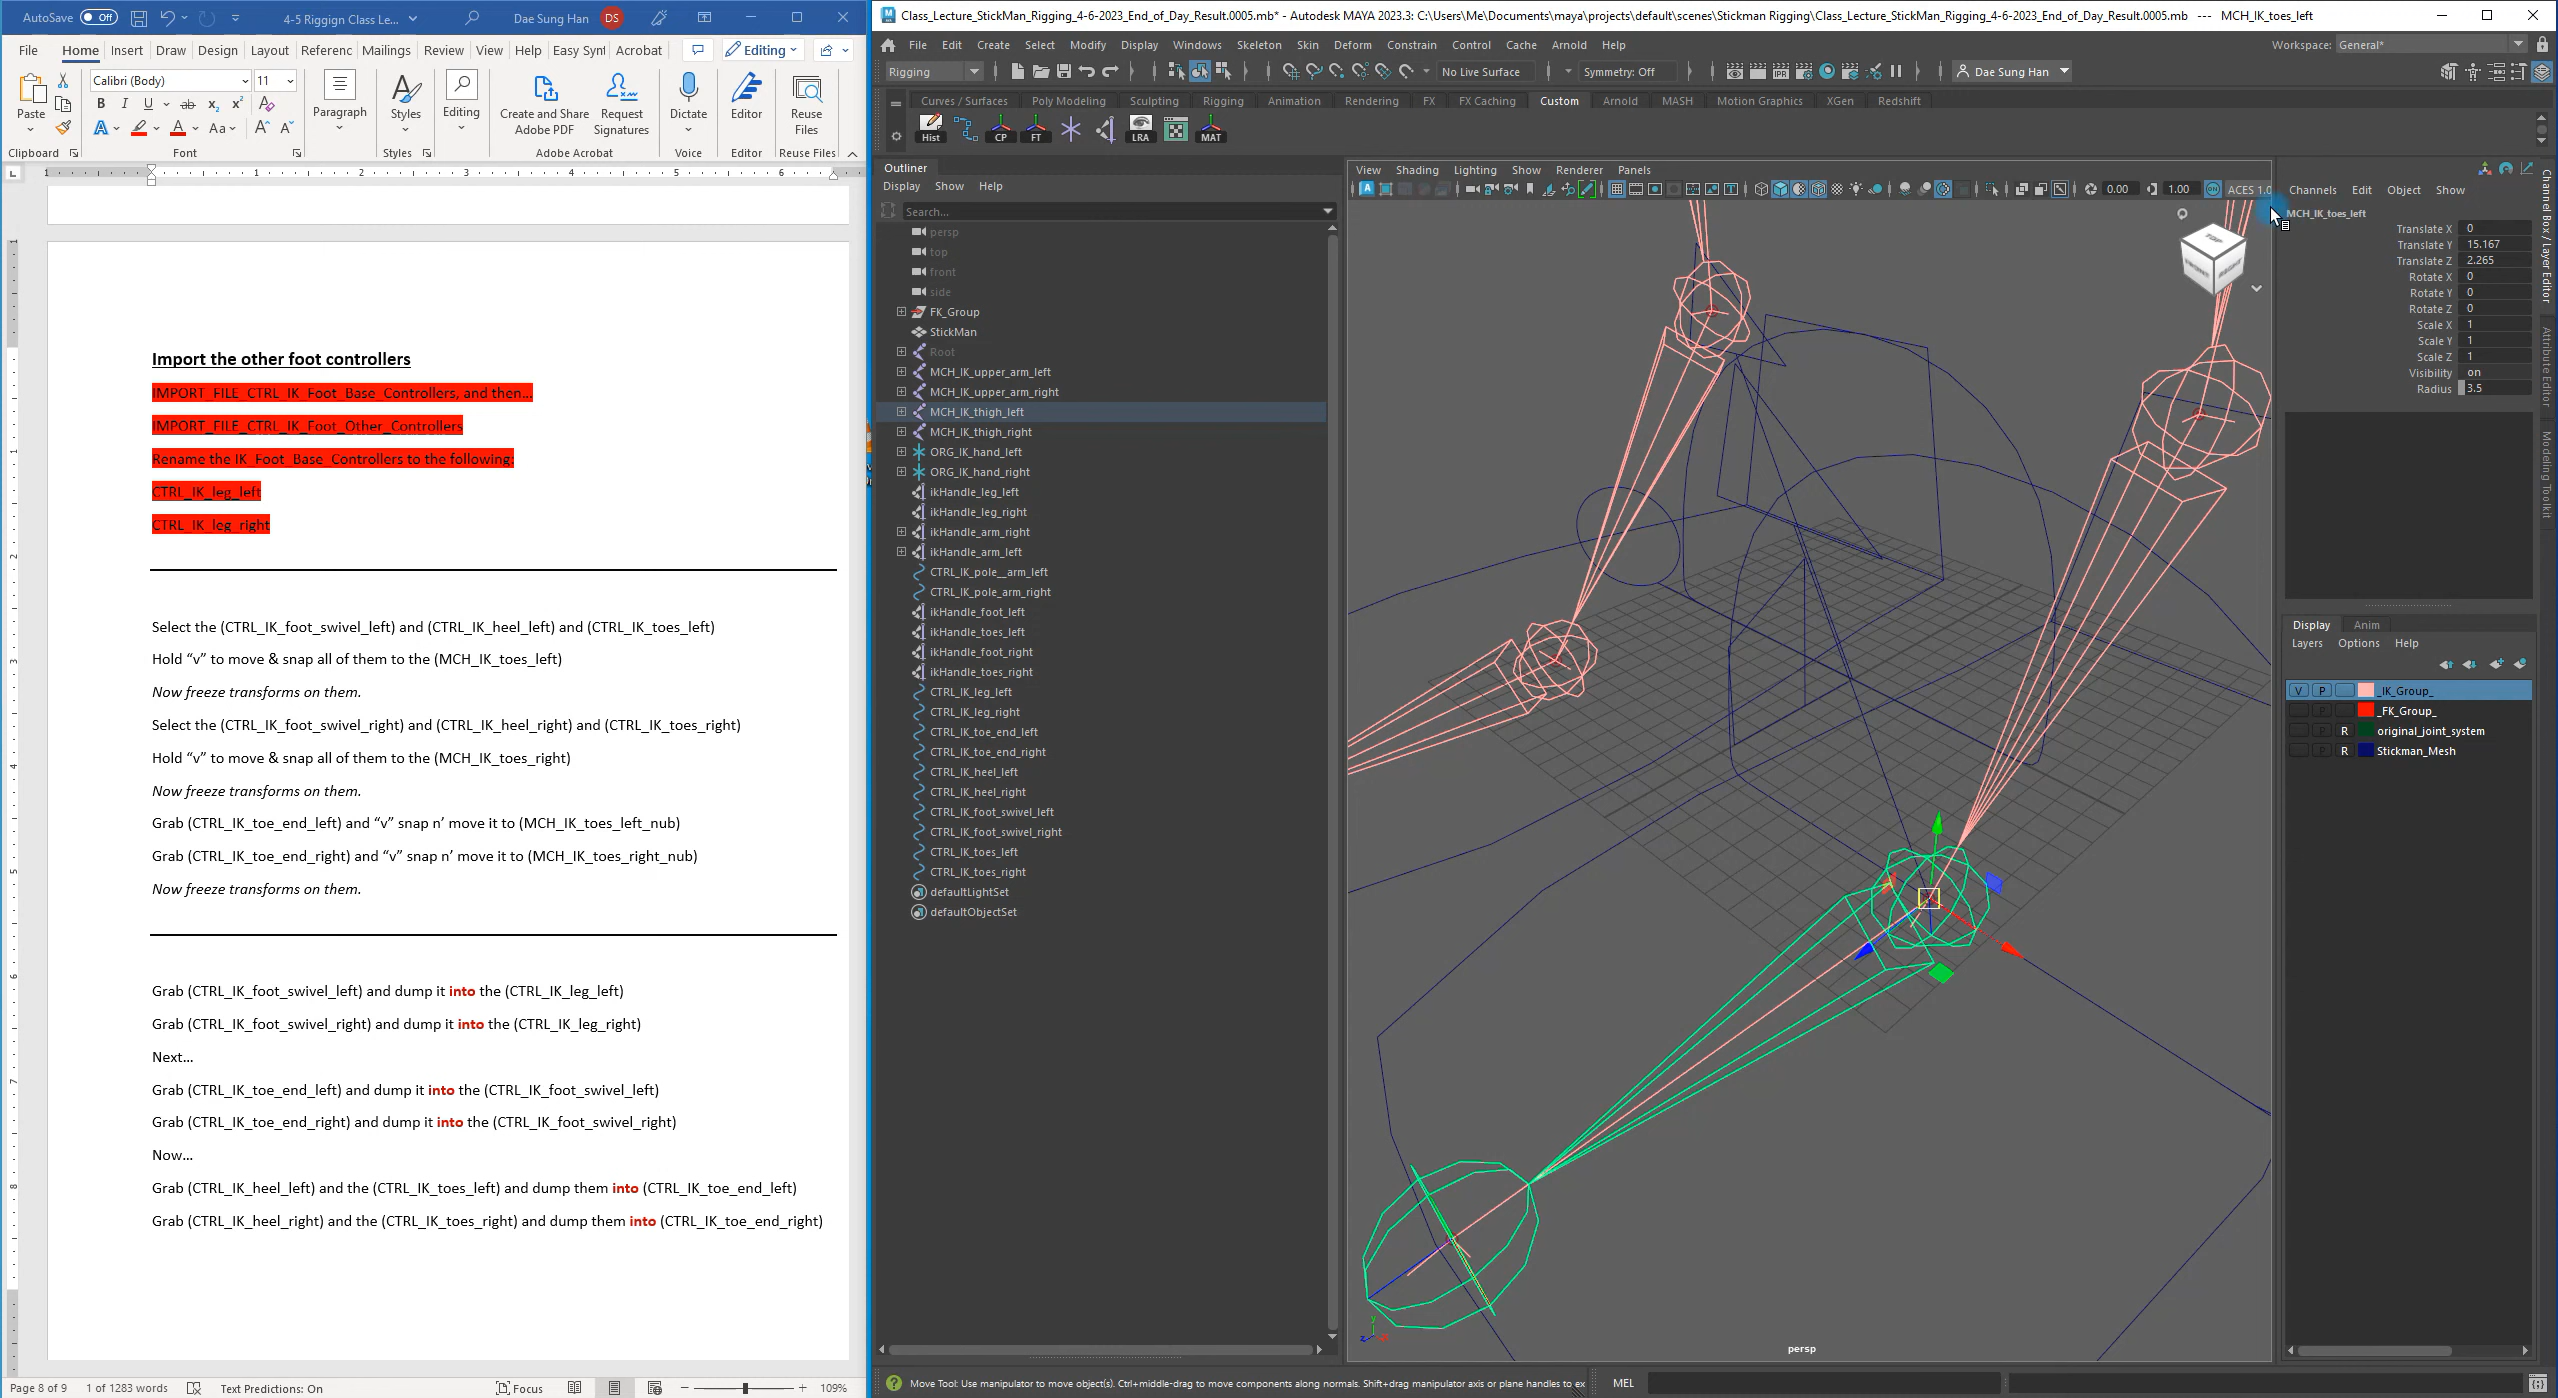 AutoSave Off 4-5 Riggign Class Le... Dae Sung Han DS
File Home Insert Draw Design Layout Referenc Mailings Review View Help Easy Synt Acrobat Editing
Calibri (Body) 11
Paste Paragraph Styles Editing Create and Share Adobe PDF Request Signatures Dictate Editor Reuse Files
Clipboard Font Styles Adobe Acrobat Voice Editor Reuse Files
Import the other foot controllers
IMPORT_FILE_CTRL_IK_Foot_Base_Controllers, and then...
IMPORT_FILE_CTRL_IK_Foot_Other_Controllers
Rename the IK_Foot_Base_Controllers to the following:
CTRL_IK_leg_left
CTRL_IK_leg_right
Select the (CTRL_IK_foot_swivel_left) and (CTRL_IK_heel_left) and (CTRL_IK_toes_left)
Hold “v” to move & snap all of them to the (MCH_IK_toes_left)
Now freeze transforms on them.
Select the (CTRL_IK_foot_swivel_right) and (CTRL_IK_heel_right) and (CTRL_IK_toes_right)
Hold “v” to move & snap all of them to the (MCH_IK_toes_right)
Now freeze transforms on them.
Grab (CTRL_IK_toe_end_left) and “v” snap n’ move it to (MCH_IK_toes_left_nub)
Grab (CTRL_IK_toe_end_right) and “v” snap n’ move it to (MCH_IK_toes_right_nub)
Now freeze transforms on them.
Grab (CTRL_IK_foot_swivel_left) and dump it into the (CTRL_IK_leg_left)
Grab (CTRL_IK_foot_swivel_right) and dump it into the (CTRL_IK_leg_right)
Next...
Grab (CTRL_IK_toe_end_left) and dump it into the (CTRL_IK_foot_swivel_left)
Grab (CTRL_IK_toe_end_right) and dump it into the (CTRL_IK_foot_swivel_right)
Now...
Grab (CTRL_IK_heel_left) and the (CTRL_IK_toes_left) and dump them into (CTRL_IK_toe_end_left)
Grab (CTRL_IK_heel_right) and the (CTRL_IK_toes_right) and dump them into (CTRL_IK_toe_end_right)
Page 8 of 9 1 of 1283 words Text Predictions: On Focus 109%
Class_Lecture_StickMan_Rigging_4-6-2023_End_of_Day_Result.0005.mb* - Autodesk MAYA 2023.3: C:\Users\Me\Documents\maya\projects\default\scenes\Stickman Rigging\Class_Lecture_StickMan_Rigging_4-6-2023_End_of_Day_Result.0005.mb --- MCH_IK_toes_left
File Edit Create Select Modify Display Windows Skeleton Skin Deform Constrain Control Cache Arnold Help Workspace: General*
Rigging No Live Surface Symmetry: Off IPR Dae Sung Han
Curves / Surfaces Poly Modeling Sculpting Rigging Animation Rendering FX FX Caching Custom Arnold MASH Motion Graphics XGen Redshift
Hist CP FT LRA MAT
Outliner
Display Show Help
Search...
persp
top
front
side
FK_Group
StickMan
Root
MCH_IK_upper_arm_left
MCH_IK_upper_arm_right
MCH_IK_thigh_left
MCH_IK_thigh_right
ORG_IK_hand_left
ORG_IK_hand_right
ikHandle_leg_left
ikHandle_leg_right
ikHandle_arm_right
ikHandle_arm_left
CTRL_IK_pole__arm_left
CTRL_IK_pole_arm_right
ikHandle_foot_left
ikHandle_toes_left
ikHandle_foot_right
ikHandle_toes_right
CTRL_IK_leg_left
CTRL_IK_leg_right
CTRL_IK_toe_end_left
CTRL_IK_toe_end_right
CTRL_IK_heel_left
CTRL_IK_heel_right
CTRL_IK_foot_swivel_left
CTRL_IK_foot_swivel_right
CTRL_IK_toes_left
CTRL_IK_toes_right
defaultLightSet
defaultObjectSet
View Shading Lighting Show Renderer Panels
0.00 1.00 ACES 1.0
TOP FRONT RIGHT
persp
Channels Edit Object Show
MCH_IK_toes_left
Translate X 0
Translate Y 15.167
Translate Z 2.265
Rotate X 0
Rotate Y 0
Rotate Z 0
Scale X 1
Scale Y 1
Scale Z 1
Visibility on
Radius 3.5
Display Anim
Layers Options Help
V P _IK_Group_
P _FK_Group_
P R original_joint_system
P R Stickman_Mesh
Channel Box / Layer Editor
Attribute Editor
Modeling Toolkit
Move Tool: Use manipulator to move object(s). Ctrl+middle-drag to move components along normals. Shift+drag manipulator axis or plane handles to ex
MEL